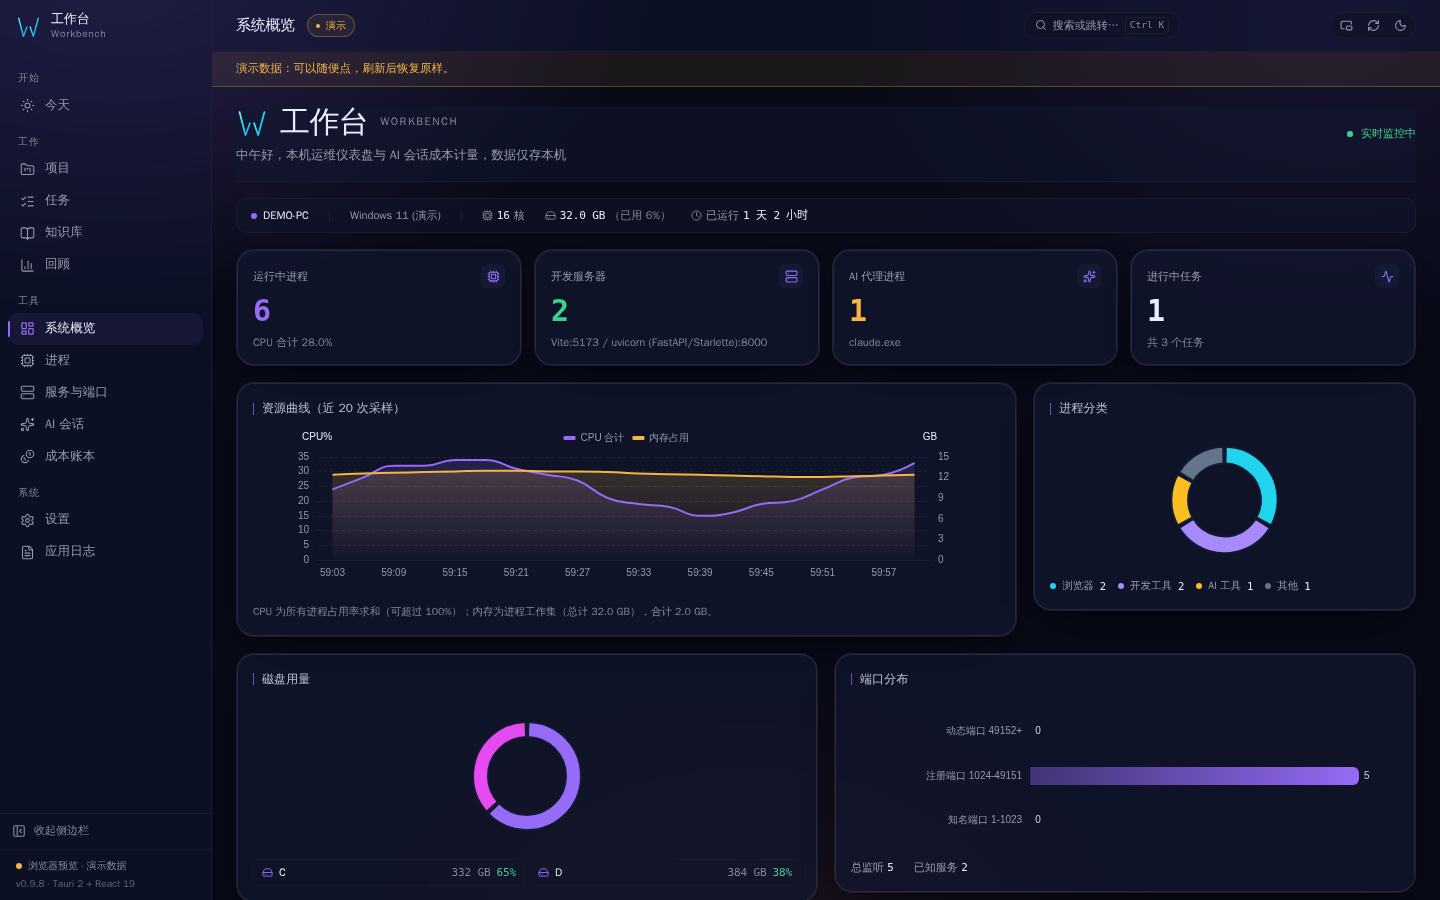 工作台
Workbench
开始
今天
工作
项目
任务
知识库
回顾
工具
系统概览
进程
服务与端口
AI 会话
成本账本
系统
设置
应用日志
收起侧边栏
浏览器预览 · 演示数据
v0.9.8 · Tauri 2 + React 19
系统概览
演示
搜索或跳转…
Ctrl K
演示数据：可以随便点，刷新后恢复原样。
工作台 WORKBENCH
中午好，本机运维仪表盘与 AI 会话成本计量，数据仅存本机
实时监控中
DEMO-PC
Windows 11 (演示)
16 核
32.0 GB （已用 6%）
已运行 1 天 2 小时
运行中进程
6
CPU 合计 28.0%
开发服务器
2
Vite:5173 / uvicorn (FastAPI/Starlette):8000
AI 代理进程
1
claude.exe
进行中任务
1
共 3 个任务
资源曲线（近 20 次采样）
CPU%
CPU 合计
内存占用
GB
35
30
25
20
15
10
5
0
15
12
9
6
3
0
59:03
59:09
59:15
59:21
59:27
59:33
59:39
59:45
59:51
59:57
CPU 为所有进程占用率求和（可超过 100%）；内存为进程工作集（总计 32.0 GB），合计 2.0 GB。
进程分类
浏览器 2
开发工具 2
AI 工具 1
其他 1
磁盘用量
C
332 GB 65%
D
384 GB 38%
端口分布
动态端口 49152+
0
注册端口 1024-49151
5
知名端口 1-1023
0
总监听 5
已知服务 2